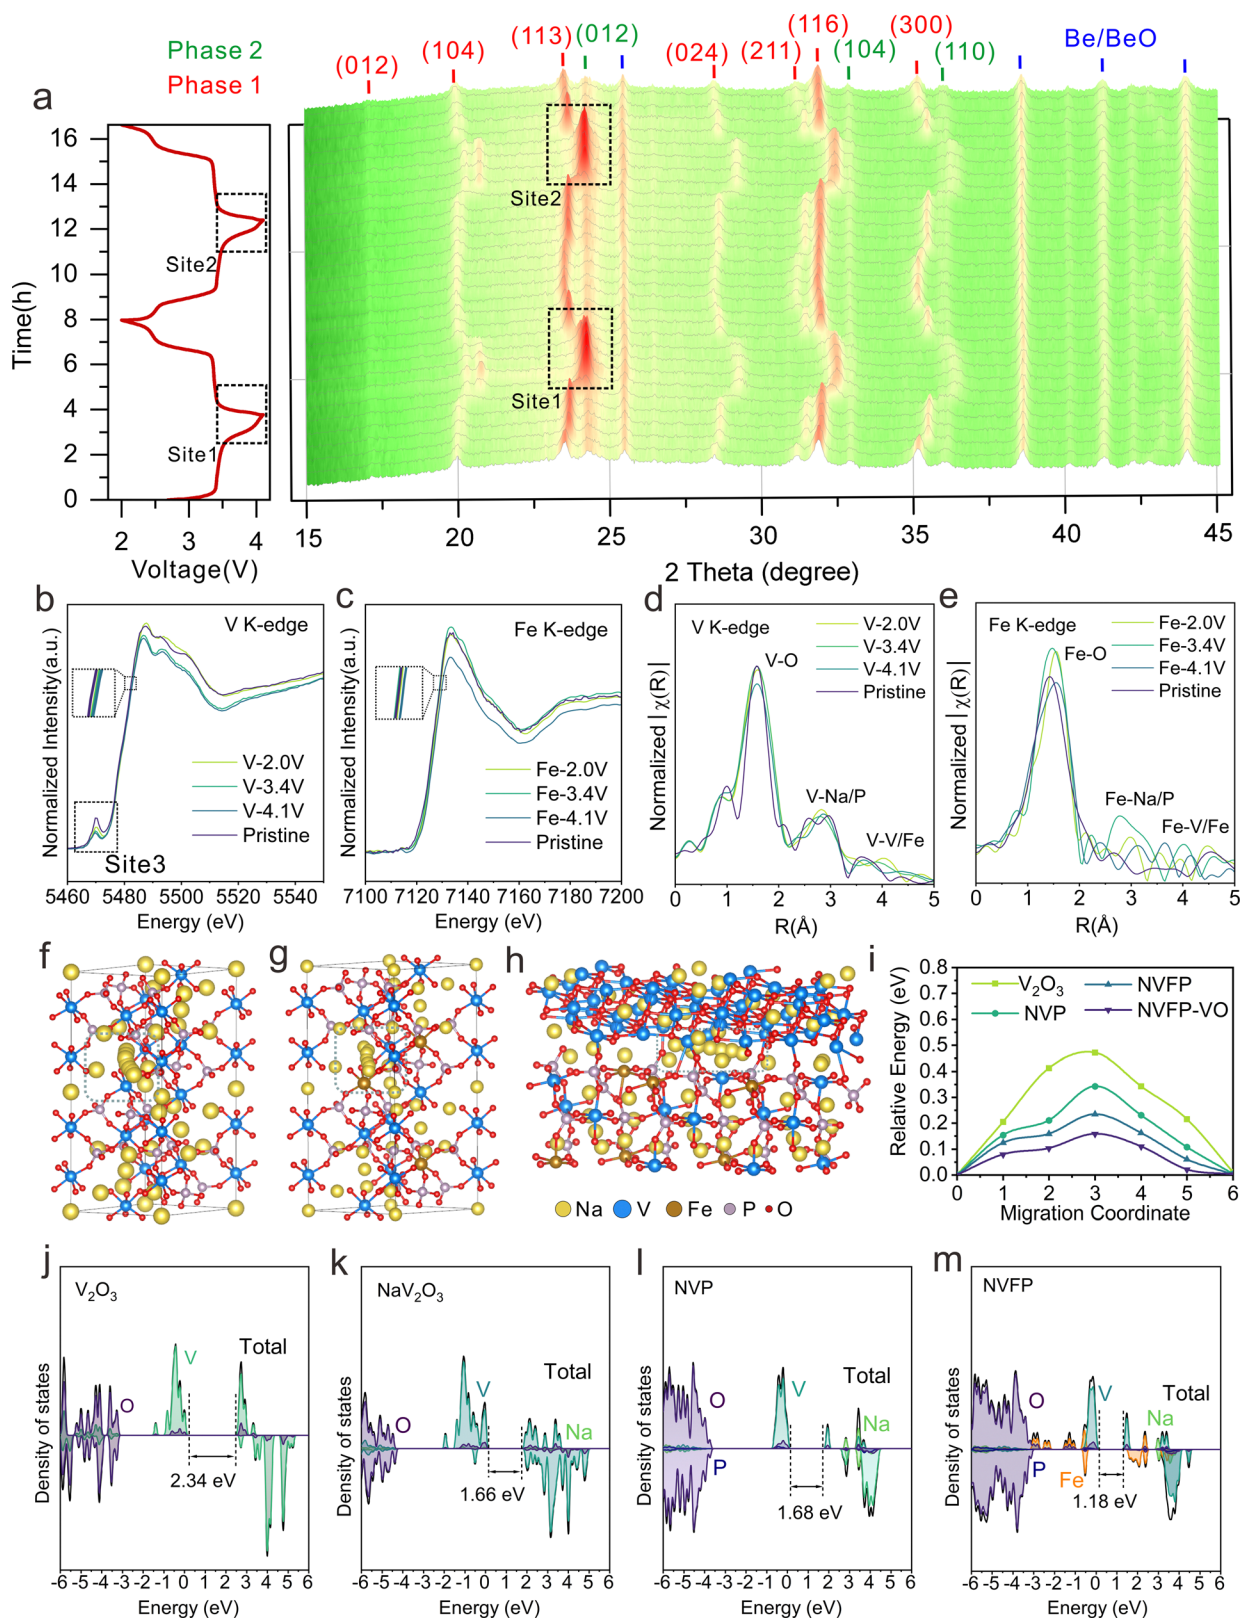 a
Phase 2
Phase 1
(012)
(104)
(113)
(012)
(024)
(211)
(116)
(104)
(300)
(110)
Be/BeO
16
14
12
10
8
6
4
2
0
Time(h)
Site2
Site1
2 3 4
Voltage(V)
Site2
Site1
15 20 25 30 35 40 45
2 Theta (degree)
b
V K-edge
V-2.0V
V-3.4V
V-4.1V
Pristine
Site3
Normalized Intensity(a.u.)
5460 5480 5500 5520 5540
Energy (eV)
c
Fe K-edge
Fe-2.0V
Fe-3.4V
Fe-4.1V
Pristine
Normalized Intensity(a.u.)
7100 7120 7140 7160 7180 7200
Energy (eV)
d
V K-edge
V-2.0V
V-3.4V
V-4.1V
Pristine
V-O
V-Na/P
V-V/Fe
Normalized |χ(R)|
0 1 2 3 4 5
R(Å)
e
Fe K-edge
Fe-2.0V
Fe-3.4V
Fe-4.1V
Pristine
Fe-O
Fe-Na/P
Fe-V/Fe
Normalized |χ(R)|
0 1 2 3 4 5
R(Å)
f
g
h
Na V Fe P O
i
V₂O₃
NVP
NVFP
NVFP-VO
Relative Energy (eV)
0.8
0.7
0.6
0.5
0.4
0.3
0.2
0.1
0.0
0 1 2 3 4 5 6
Migration Coordinate
j
V₂O₃
V
Total
O
2.34 eV
Density of states
-6 -5 -4 -3 -2 -1 0 1 2 3 4 5 6
Energy (eV)
k
NaV₂O₃
V
Total
O
Na
1.66 eV
Density of states
-6 -5 -4 -3 -2 -1 0 1 2 3 4 5 6
Energy (eV)
l
NVP
O
V
Total
Na
P
1.68 eV
Density of states
-6 -5 -4 -3 -2 -1 0 1 2 3 4 5 6
Energy (eV)
m
NVFP
O
V
Total
Na
P
Fe
1.18 eV
Density of states
-6 -5 -4 -3 -2 -1 0 1 2 3 4 5 6
Energy (eV)